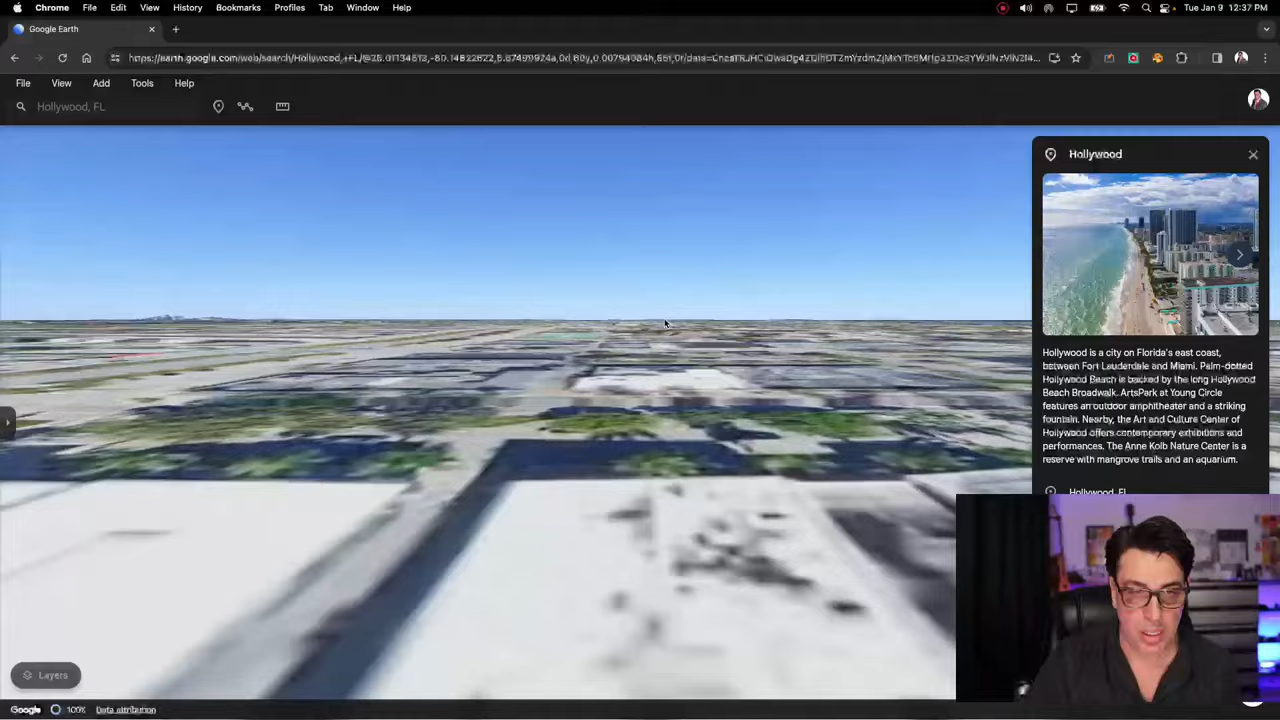 Chrome File Edit View History Bookmarks Profiles Tab Window Help
Tue Jan 9 12:37 PM
Google Earth
File View Add Tools Help
Hollywood, FL
Hollywood
Hollywood is a city on Florida's east coast,
between Fort Lauderdale and Miami. Palm-dotted
Hollywood Beach is backed by the long Hollywood
Beach Broadwalk. ArtsPark at Young Circle
features an outdoor amphitheater and a striking
fountain. Nearby, the Art and Culture Center of
Hollywood offers contemporary exhibitions and
performances. The Anne Kolb Nature Center is a
reserve with mangrove trails and an aquarium.
Hollywood, FL
Layers
Google 100% Data attribution